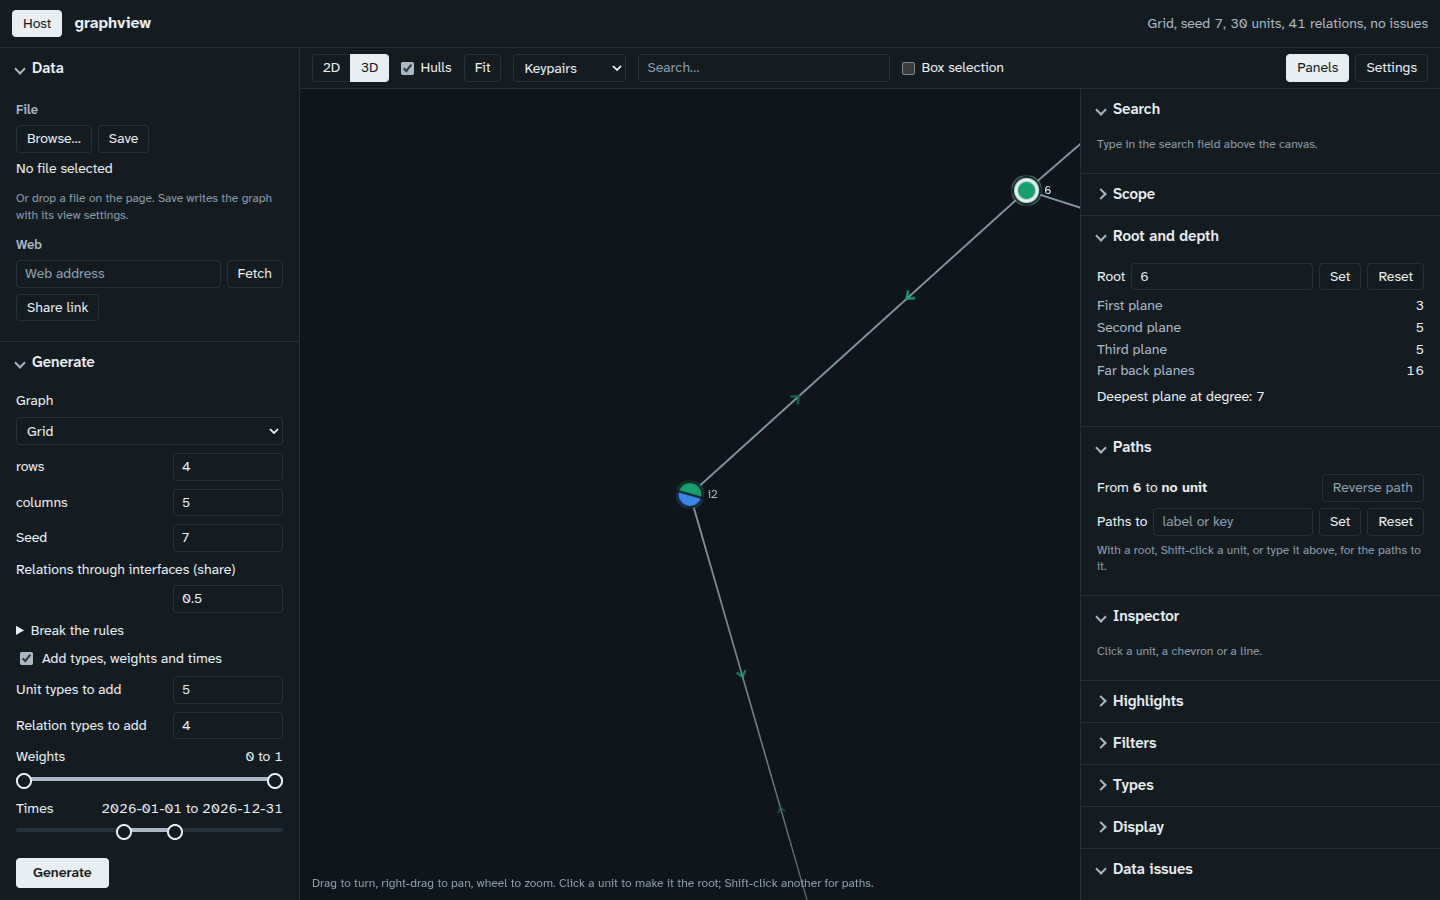 Host
graphview
Grid, seed 7, 30 units, 41 relations, no issues
Data
File
Browse...
Save
No file selected
Or drop a file on the page. Save writes the graph
with its view settings.
Web
Web address
Fetch
Share link
Generate
Graph
Grid
rows
4
columns
5
Seed
7
Relations through interfaces (share)
0.5
Break the rules
Add types, weights and times
Unit types to add
5
Relation types to add
4
Weights
0 to 1
Times
2026-01-01 to 2026-12-31
Generate
2D
3D
Hulls
Fit
Keypairs
Search...
Box selection
Panels
Settings
6
i2
Drag to turn, right-drag to pan, wheel to zoom. Click a unit to make it the root; Shift-click another for paths.
Search
Type in the search field above the canvas.
Scope
Root and depth
Root
6
Set
Reset
First plane
3
Second plane
5
Third plane
5
Far back planes
16
Deepest plane at degree: 7
Paths
From 6 to no unit
Reverse path
Paths to
label or key
Set
Reset
With a root, Shift-click a unit, or type it above, for the paths to
it.
Inspector
Click a unit, a chevron or a line.
Highlights
Filters
Types
Display
Data issues